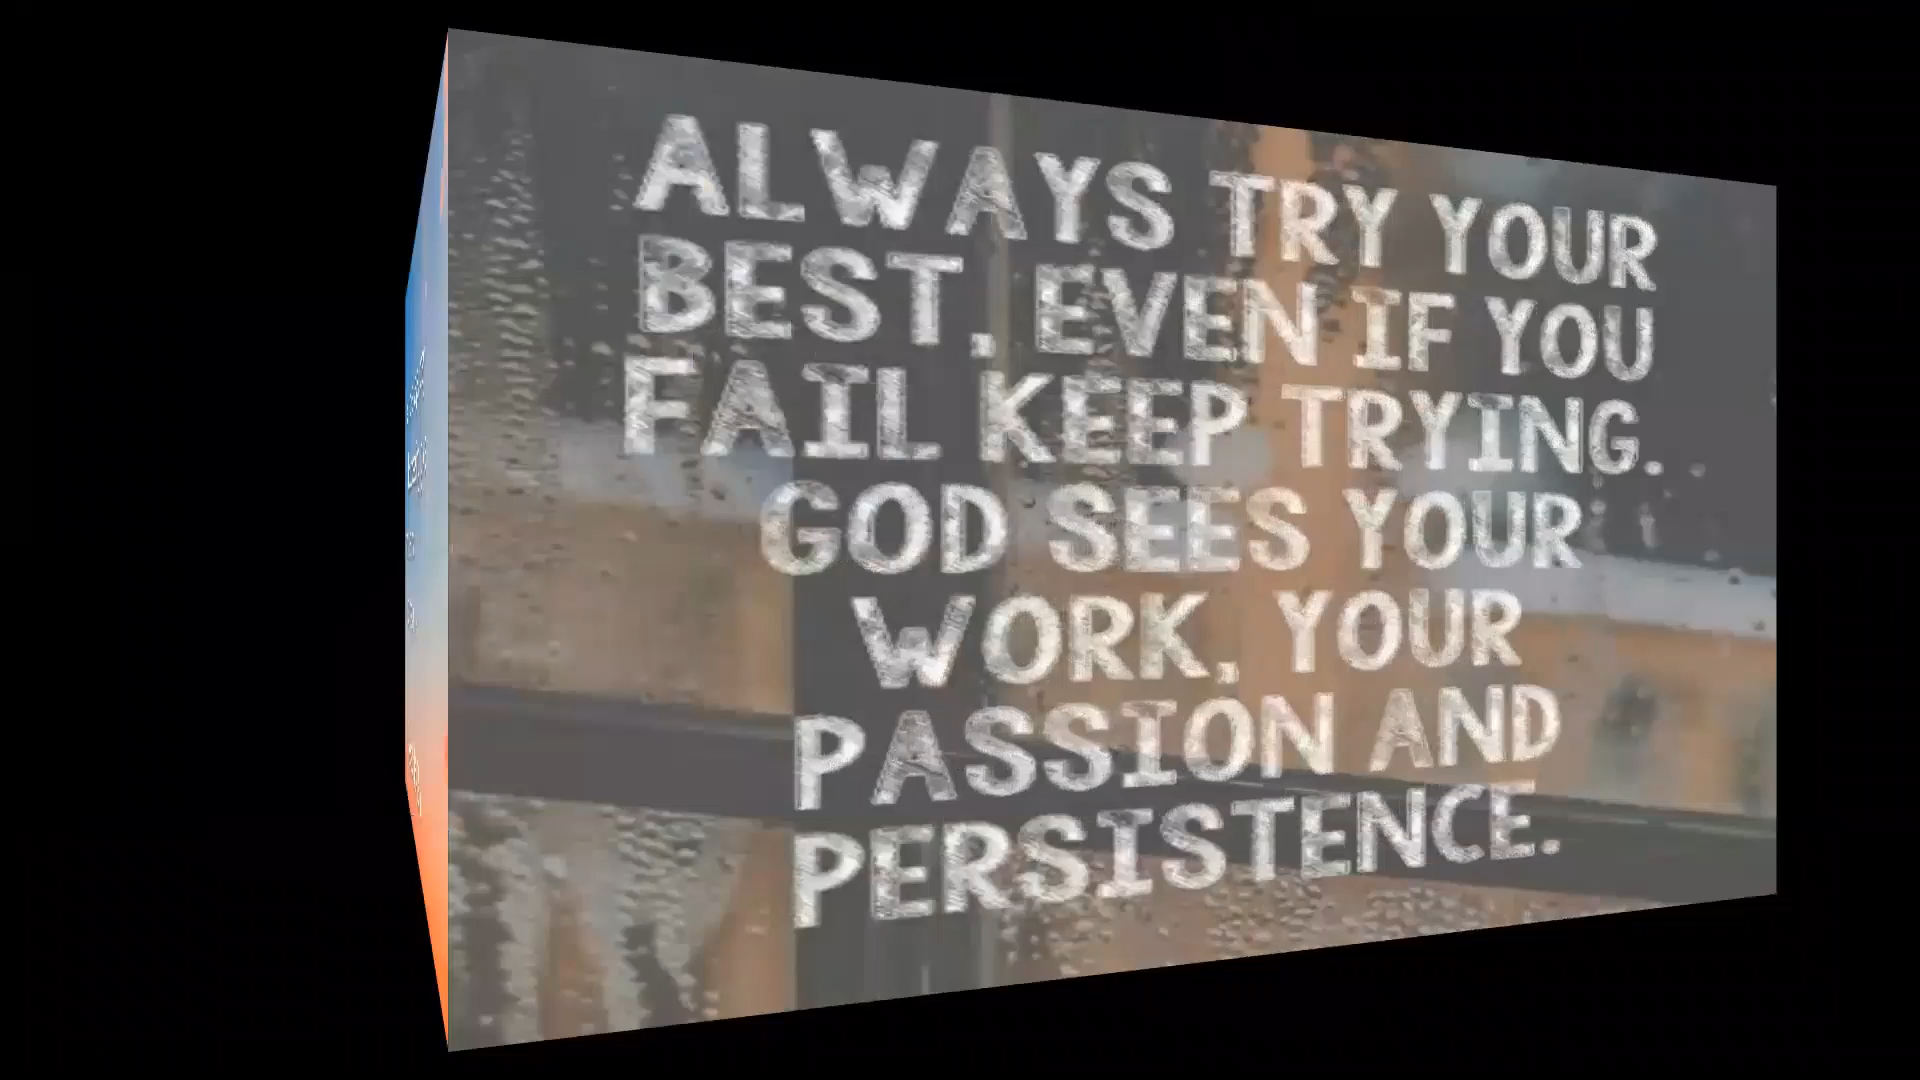 ALWAYS TRY YOUR
BEST, EVEN IF YOU
FAIL KEEP TRYING.
GOD SEES YOUR
WORK, YOUR
PASSION AND
PERSISTENCE.